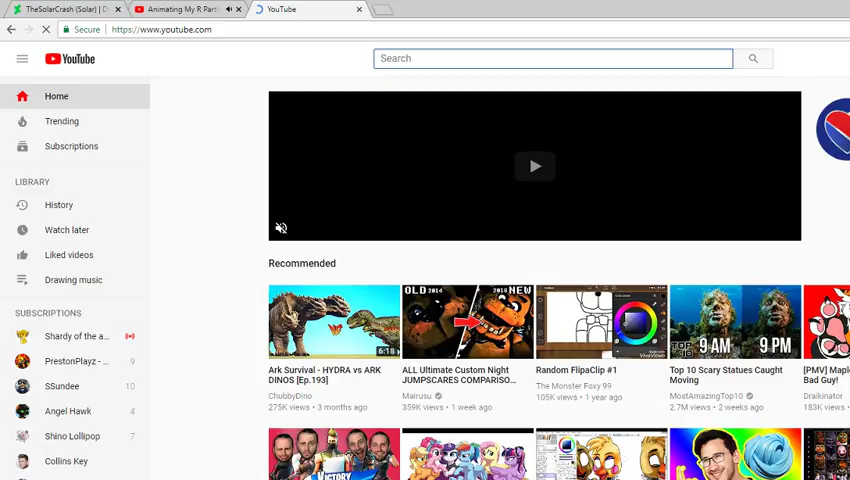 TheSolarCrash (Solar) | D
Animating My R Parti
YouTube
Secure
https://www.youtube.com
YouTube
Search
Home
Trending
Subscriptions
LIBRARY
History
Watch later
Liked videos
Drawing music
SUBSCRIPTIONS
Shardy of the a...
PrestonPlayz - ... 9
SSundee 10
Angel Hawk 4
Shino Lollipop 7
Collins Key
Recommended
6:18
Ark Survival - HYDRA vs ARK
DINOS [Ep.193]
ChubbyDino
275K views • 3 months ago
OLD 2014 2018 NEW
ALL Ultimate Custom Night
JUMPSCARES COMPARISO...
Mairusu
359K views • 1 week ago
Random FlipaClip #1
The Monster Foxy 99
105K views • 1 year ago
TOP 10
9 AM 9 PM
Top 10 Scary Statues Caught
Moving
MostAmazingTop10
2.7M views • 2 weeks ago
[PMV] Maple
Bad Guy!
Draikinator
183K views
VICTORY